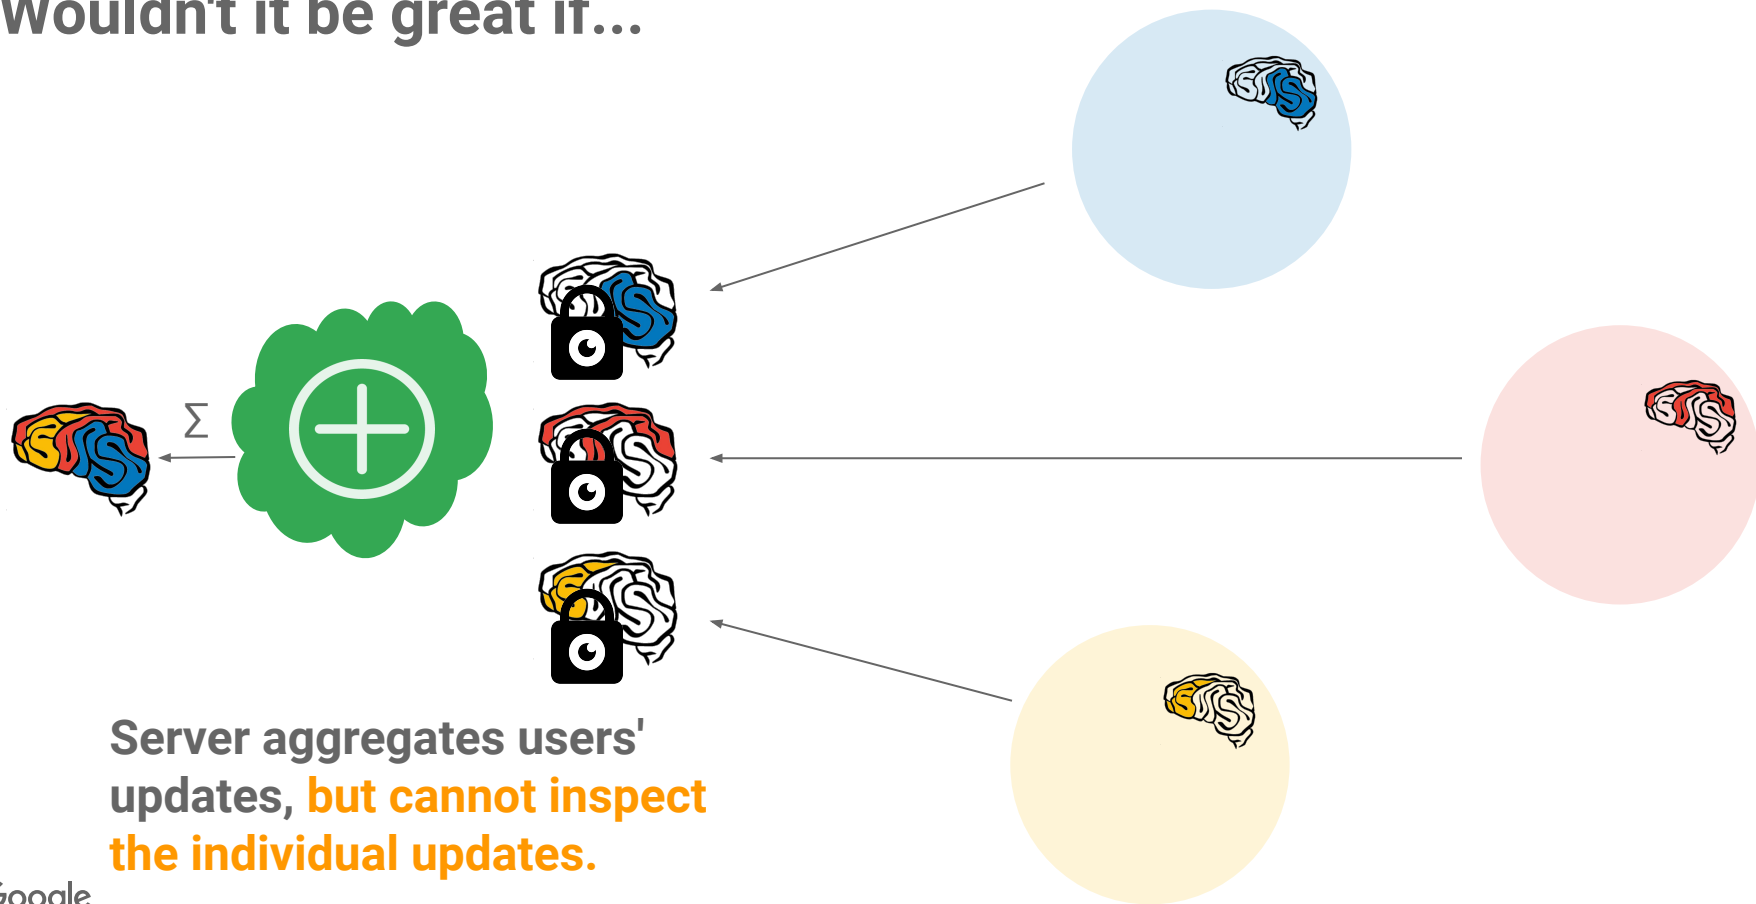 Wouldn't it be great if...
Σ
Server aggregates users'
updates, but cannot inspect
the individual updates.
Google